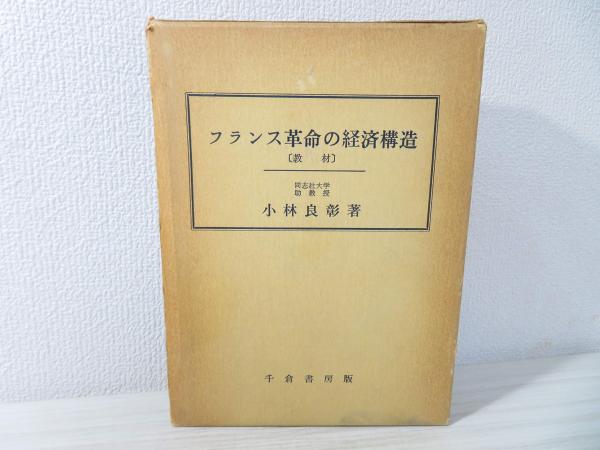 フランス革命の経済構造
〔教材〕
同志社大学
助教授
小林良彰著
千倉書房版